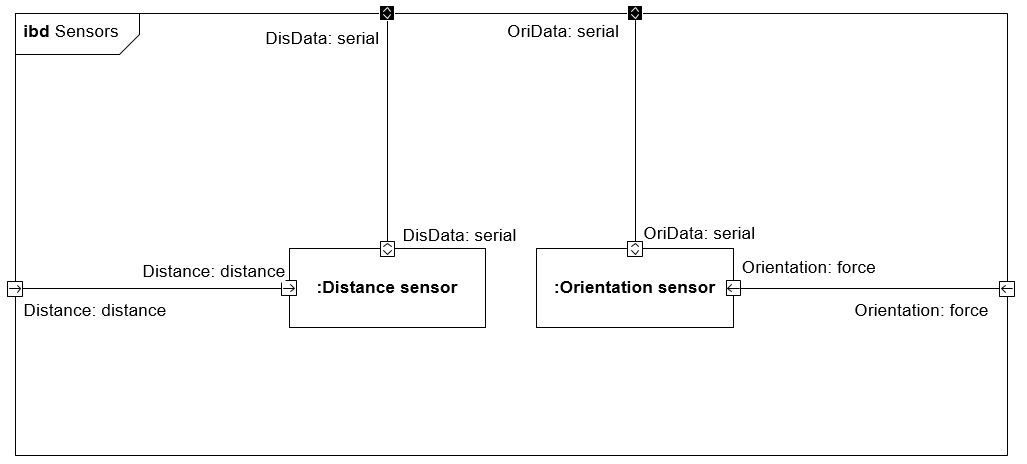 ibd Sensors
DisData: serial
OriData: serial
DisData: serial
OriData: serial
Distance: distance
:Distance sensor
:Orientation sensor
Orientation: force
Distance: distance
Orientation: force